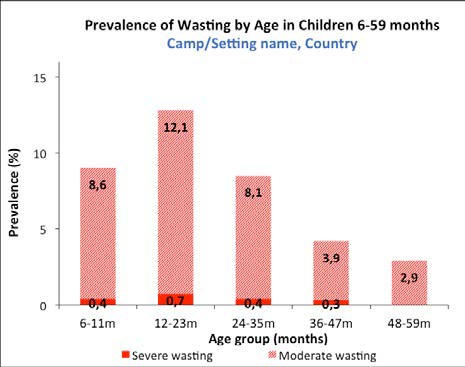 Prevalence of Wasting by Age in Children 6-59 months
Camp/Setting name, Country
Prevalence (%)
15
10
5
0
8,6
12,1
8,1
3,9
2,9
0,4
0,7
0,4
0,3
6-11m
12-23m
24-35m
36-47m
48-59m
Age group (months)
Severe wasting
Moderate wasting